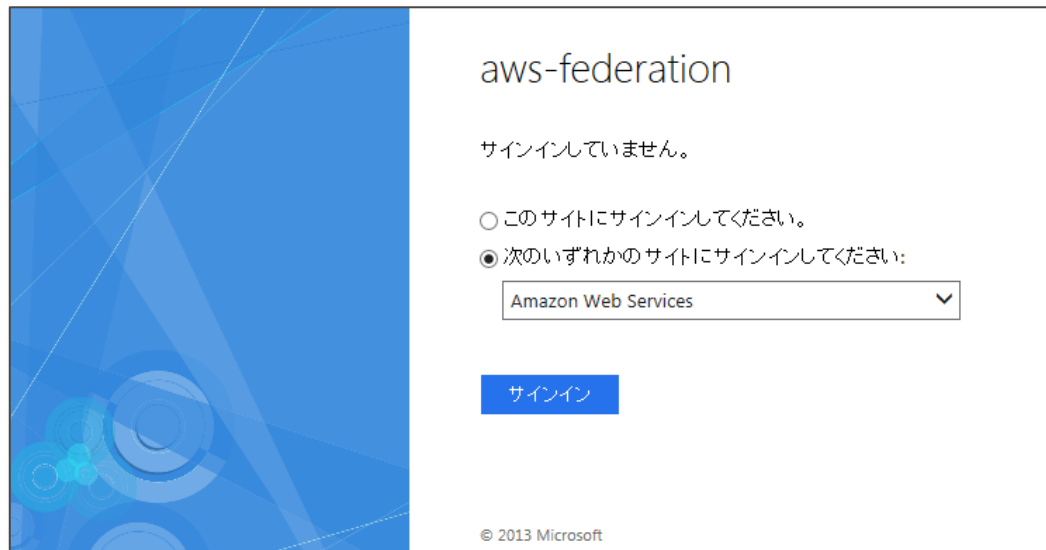 aws-federation
サインインしていません。
このサイトにサインインしてください。
次のいずれかのサイトにサインインしてください:
Amazon Web Services
サインイン
© 2013 Microsoft